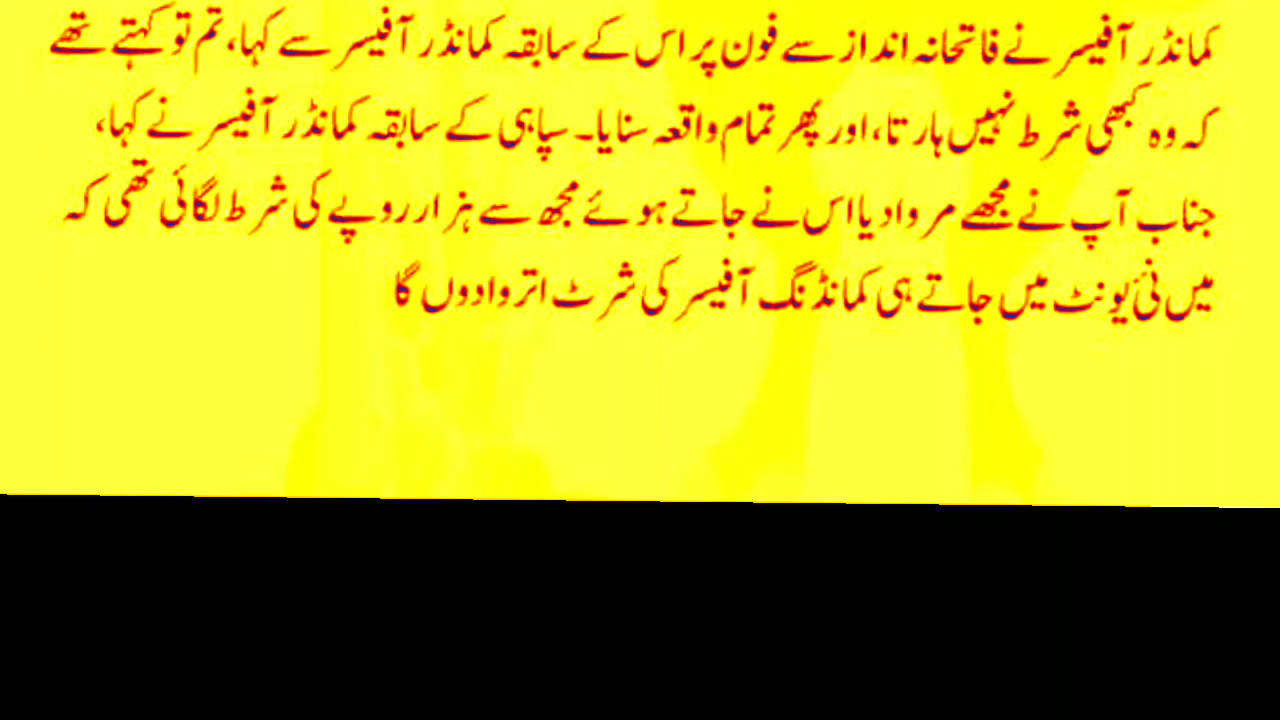 کمانڈر آفیسر نے فاتحانہ انداز سے فون پر اس کے سابقہ کمانڈر آفیسر سے کہا، تم تو کہتے تھے
کہ وہ کبھی شرط نہیں ہارتا، اور پھر تمام واقعہ سنایا۔ سپاہی کے سابقہ کمانڈر آفیسر نے کہا،
جناب آپ نے مجھے مروا دیا اس نے جاتے ہوئے مجھ سے ہزار روپے کی شرط لگائی تھی کہ
میں نئی یونٹ میں جاتے ہی کمانڈنگ آفیسر کی شرٹ اتروا دوں گا